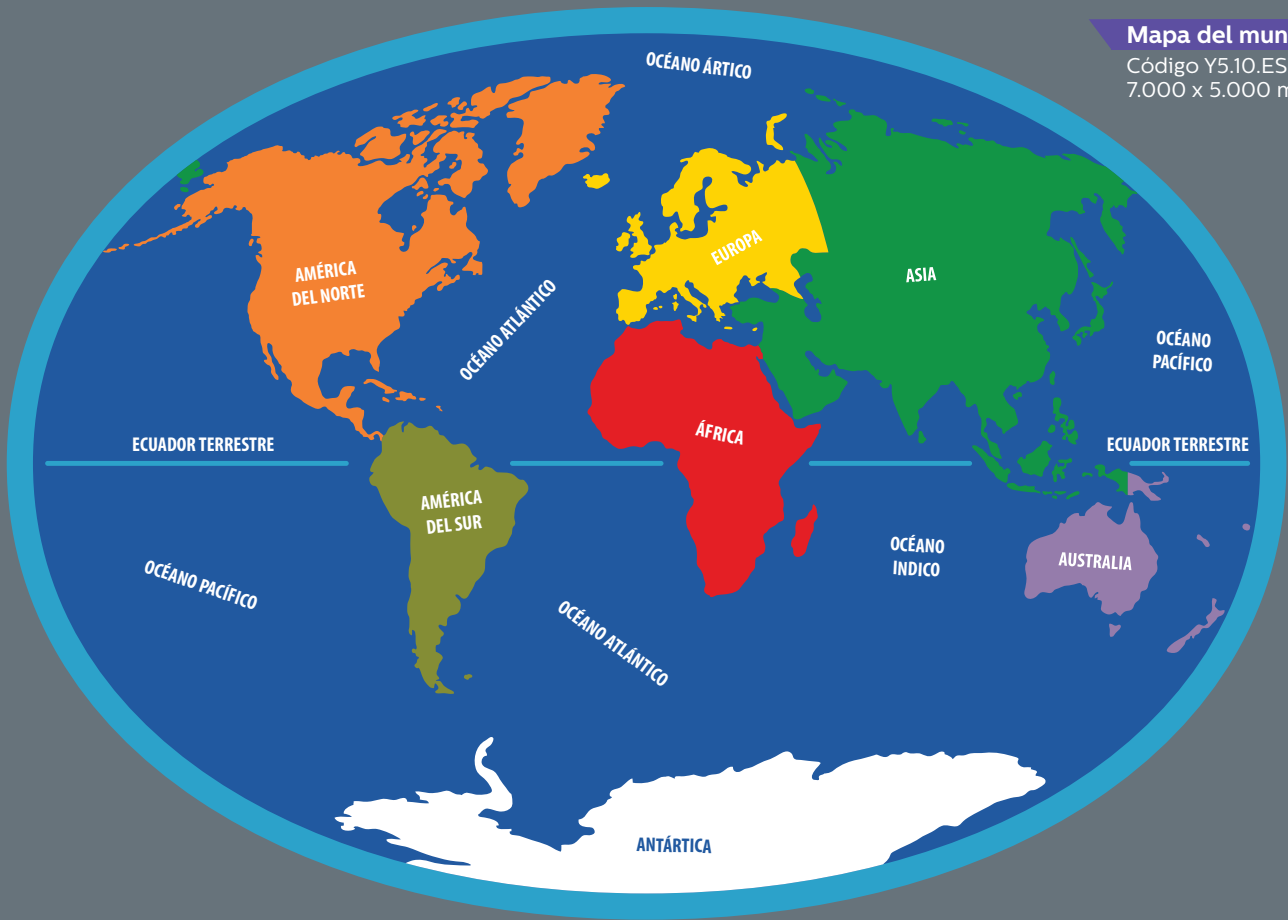 Mapa del mun
Código Y5.10.ES
7.000 x 5.000 m
OCÉANO ÁRTICO
AMÉRICA
DEL NORTE
EUROPA
ASIA
OCÉANO ATLÁNTICO
OCÉANO
PACÍFICO
ÁFRICA
ECUADOR TERRESTRE
ECUADOR TERRESTRE
AMÉRICA
DEL SUR
OCÉANO
INDICO
AUSTRALIA
OCÉANO PACÍFICO
OCÉANO ATLÁNTICO
ANTÁRTICA